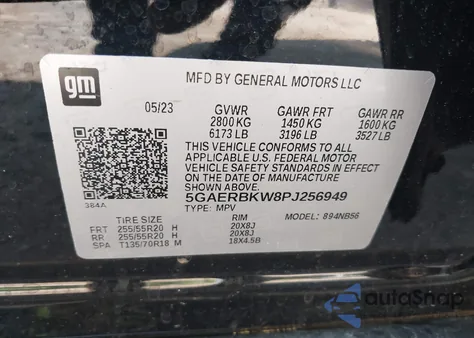 gm
MFD BY GENERAL MOTORS LLC
05/23 GVWR GAWR FRT GAWR RR
2800 KG 1450 KG 1600 KG
6173 LB 3196 LB 3527 LB
THIS VEHICLE CONFORMS TO ALL
APPLICABLE U.S. FEDERAL MOTOR
VEHICLE SAFETY STANDARDS IN EFFECT
ON THE DATE OF MANUFACTURE SHOWN ABOVE.
384A
5GAERBKW8PJ256949
TYPE: MPV MODEL: 894NB56
TIRE SIZE RIM
FRT 255/55R20 H 20X8J
RR 255/55R20 H 20X8J
SPA T135/70R18 M 18X4.5B
autoSnap